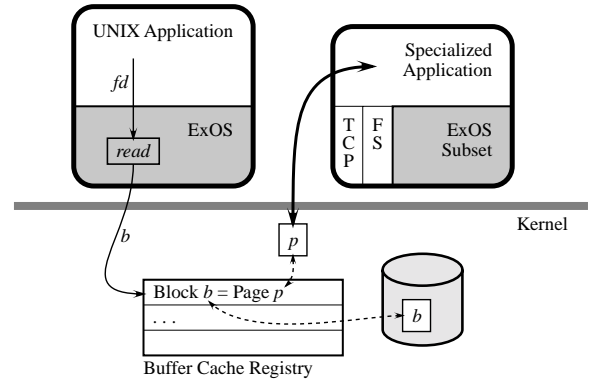 UNIX Application
fd
ExOS
read
Specialized
Application
T
C
P
F
S
ExOS
Subset
Kernel
b
p
Block b = Page p
. . .
b
Buffer Cache Registry